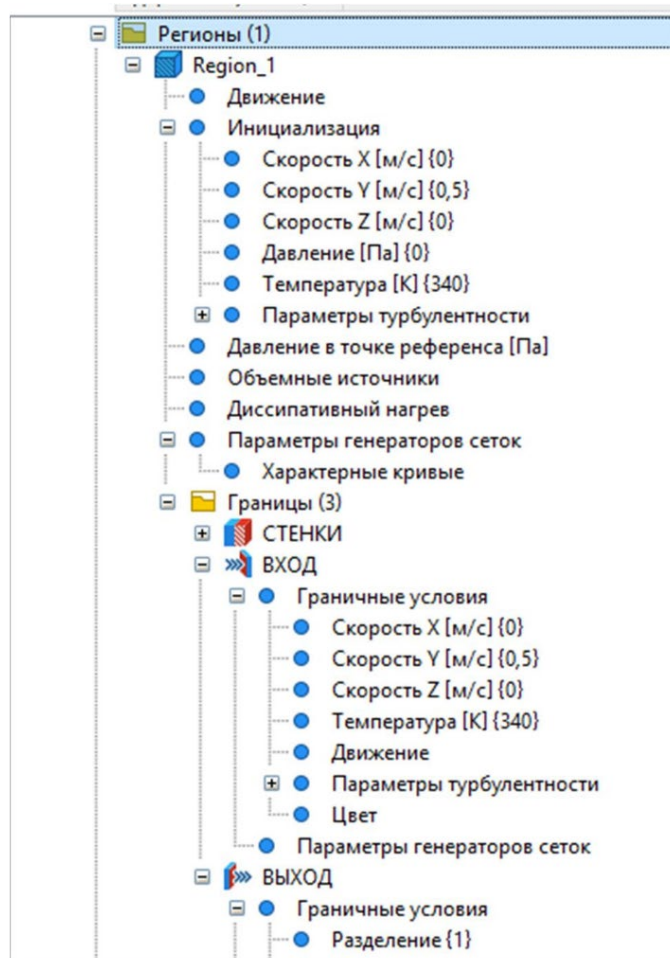 Регионы (1)
Region_1
Движение
Инициализация
Скорость X [м/с] {0}
Скорость Y [м/с] {0,5}
Скорость Z [м/с] {0}
Давление [Па] {0}
Температура [К] {340}
Параметры турбулентности
Давление в точке референса [Па]
Объемные источники
Диссипативный нагрев
Параметры генераторов сеток
Характерные кривые
Границы (3)
СТЕНКИ
ВХОД
Граничные условия
Скорость X [м/с] {0}
Скорость Y [м/с] {0,5}
Скорость Z [м/с] {0}
Температура [К] {340}
Движение
Параметры турбулентности
Цвет
Параметры генераторов сеток
ВЫХОД
Граничные условия
Разделение {1}